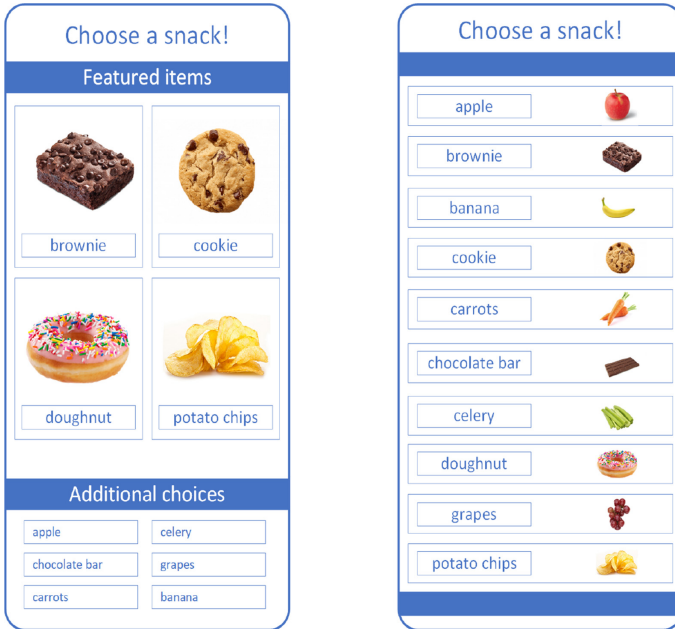 Choose a snack!
Featured items
brownie
cookie
doughnut
potato chips
Additional choices
apple
celery
chocolate bar
grapes
carrots
banana
Choose a snack!
apple
brownie
banana
cookie
carrots
chocolate bar
celery
doughnut
grapes
potato chips